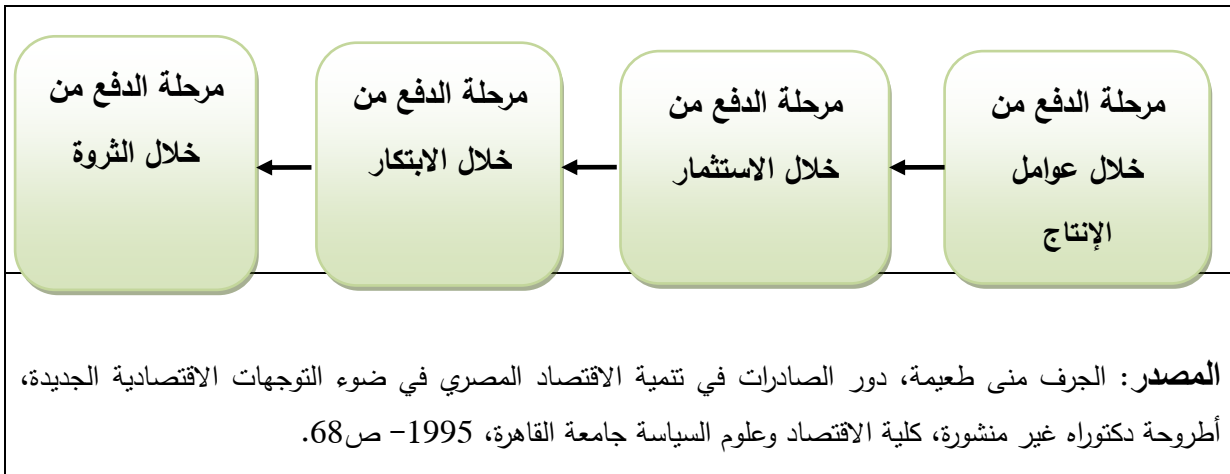 مرحلة الدفع من
خلال عوامل
الإنتاج
مرحلة الدفع من
خلال الاستثمار
مرحلة الدفع من
خلال الابتكار
مرحلة الدفع من
خلال الثروة
المصدر: الجرف منى طعيمة، دور الصادرات في تنمية الاقتصاد المصري في ضوء التوجهات الاقتصادية الجديدة،
أطروحة دكتوراه غير منشورة، كلية الاقتصاد وعلوم السياسة جامعة القاهرة، 1995- ص68.